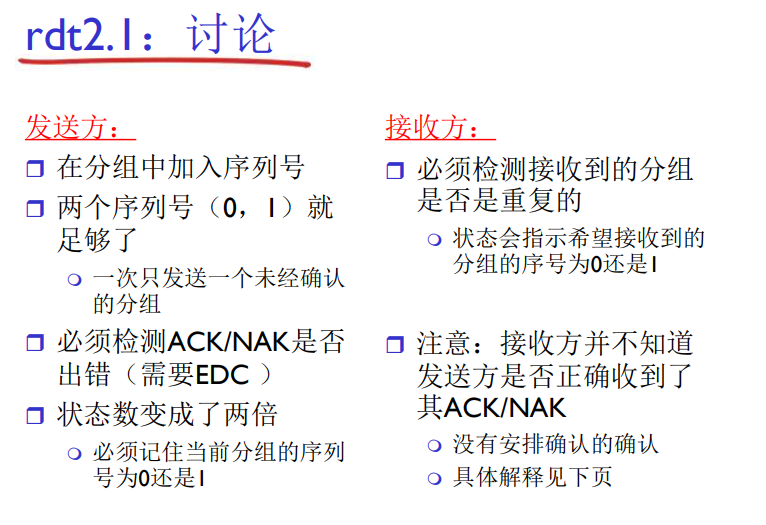 rdt2.1：讨论
发送方：
在分组中加入序列号
两个序列号（0，1）就
足够了
一次只发送一个未经确认
的分组
必须检测ACK/NAK是否
出错（需要EDC ）
状态数变成了两倍
必须记住当前分组的序列
号为0还是1
接收方：
必须检测接收到的分组
是否是重复的
状态会指示希望接收到的
分组的序号为0还是1
注意：接收方并不知道
发送方是否正确收到了
其ACK/NAK
没有安排确认的确认
具体解释见下页